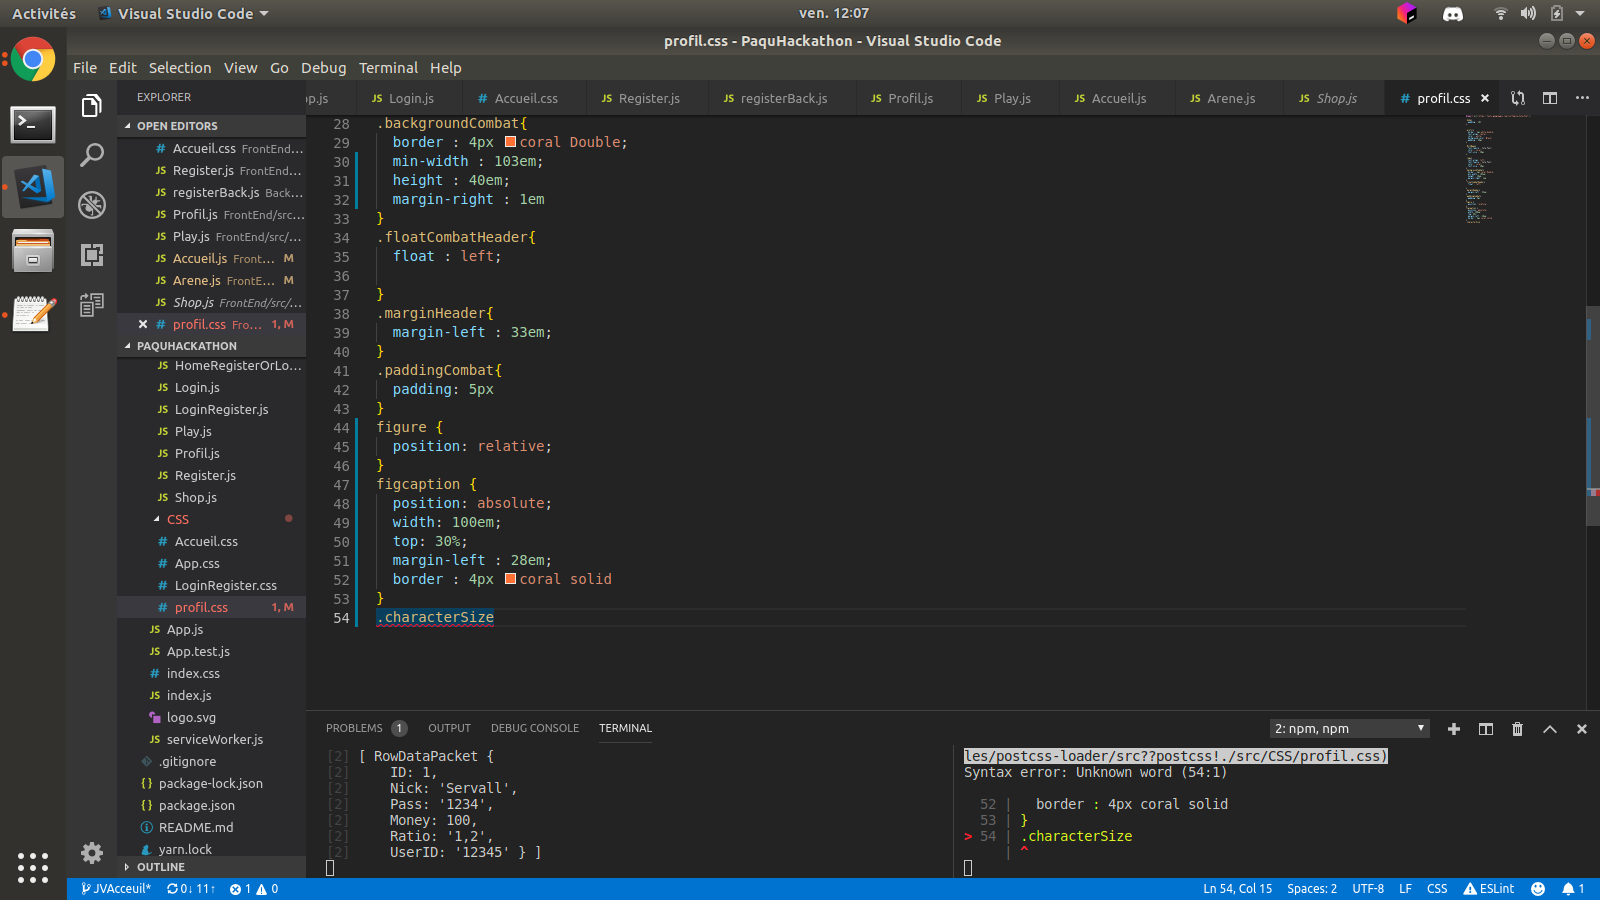 Activités
Visual Studio Code
ven. 12:07
profil.css - PaquHackathon - Visual Studio Code
File Edit Selection View Go Debug Terminal Help
EXPLORER
OPEN EDITORS
# Accueil.css FrontEnd...
JS Register.js FrontEnd...
JS registerBack.js Back...
JS Profil.js FrontEnd/src/...
JS Play.js FrontEnd/src/...
JS Accueil.js Front... M
JS Arene.js FrontE... M
JS Shop.js FrontEnd/src/...
# profil.css Fro... 1, M
PAQUHACKATHON
JS HomeRegisterOrLo...
JS Login.js
JS LoginRegister.js
JS Play.js
JS Profil.js
JS Register.js
JS Shop.js
CSS
# Accueil.css
# App.css
# LoginRegister.css
# profil.css 1, M
JS App.js
JS App.test.js
# index.css
JS index.js
logo.svg
JS serviceWorker.js
.gitignore
{} package-lock.json
{} package.json
README.md
yarn.lock
OUTLINE
op.js JS Login.js # Accueil.css JS Register.js JS registerBack.js JS Profil.js JS Play.js JS Accueil.js JS Arene.js JS Shop.js # profil.css
28 .backgroundCombat{
29 border : 4px coral Double;
30 min-width : 103em;
31 height : 40em;
32 margin-right : 1em
33 }
34 .floatCombatHeader{
35 float : left;
36
37 }
38 .marginHeader{
39 margin-left : 33em;
40 }
41 .paddingCombat{
42 padding: 5px
43 }
44 figure {
45 position: relative;
46 }
47 figcaption {
48 position: absolute;
49 width: 100em;
50 top: 30%;
51 margin-left : 28em;
52 border : 4px coral solid
53 }
54 .characterSize
PROBLEMS 1 OUTPUT DEBUG CONSOLE TERMINAL
2: npm, npm
[2] [ RowDataPacket {
[2] ID: 1,
[2] Nick: 'Servall',
[2] Pass: '1234',
[2] Money: 100,
[2] Ratio: '1,2',
[2] UserID: '12345' } ]
les/postcss-loader/src??postcss!./src/CSS/profil.css)
Syntax error: Unknown word (54:1)
52 | border : 4px coral solid
53 | }
> 54 | .characterSize
| ^
JVAcceuil* 0↓ 11↑ 1 0
Ln 54, Col 15 Spaces: 2 UTF-8 LF CSS ESLint 1